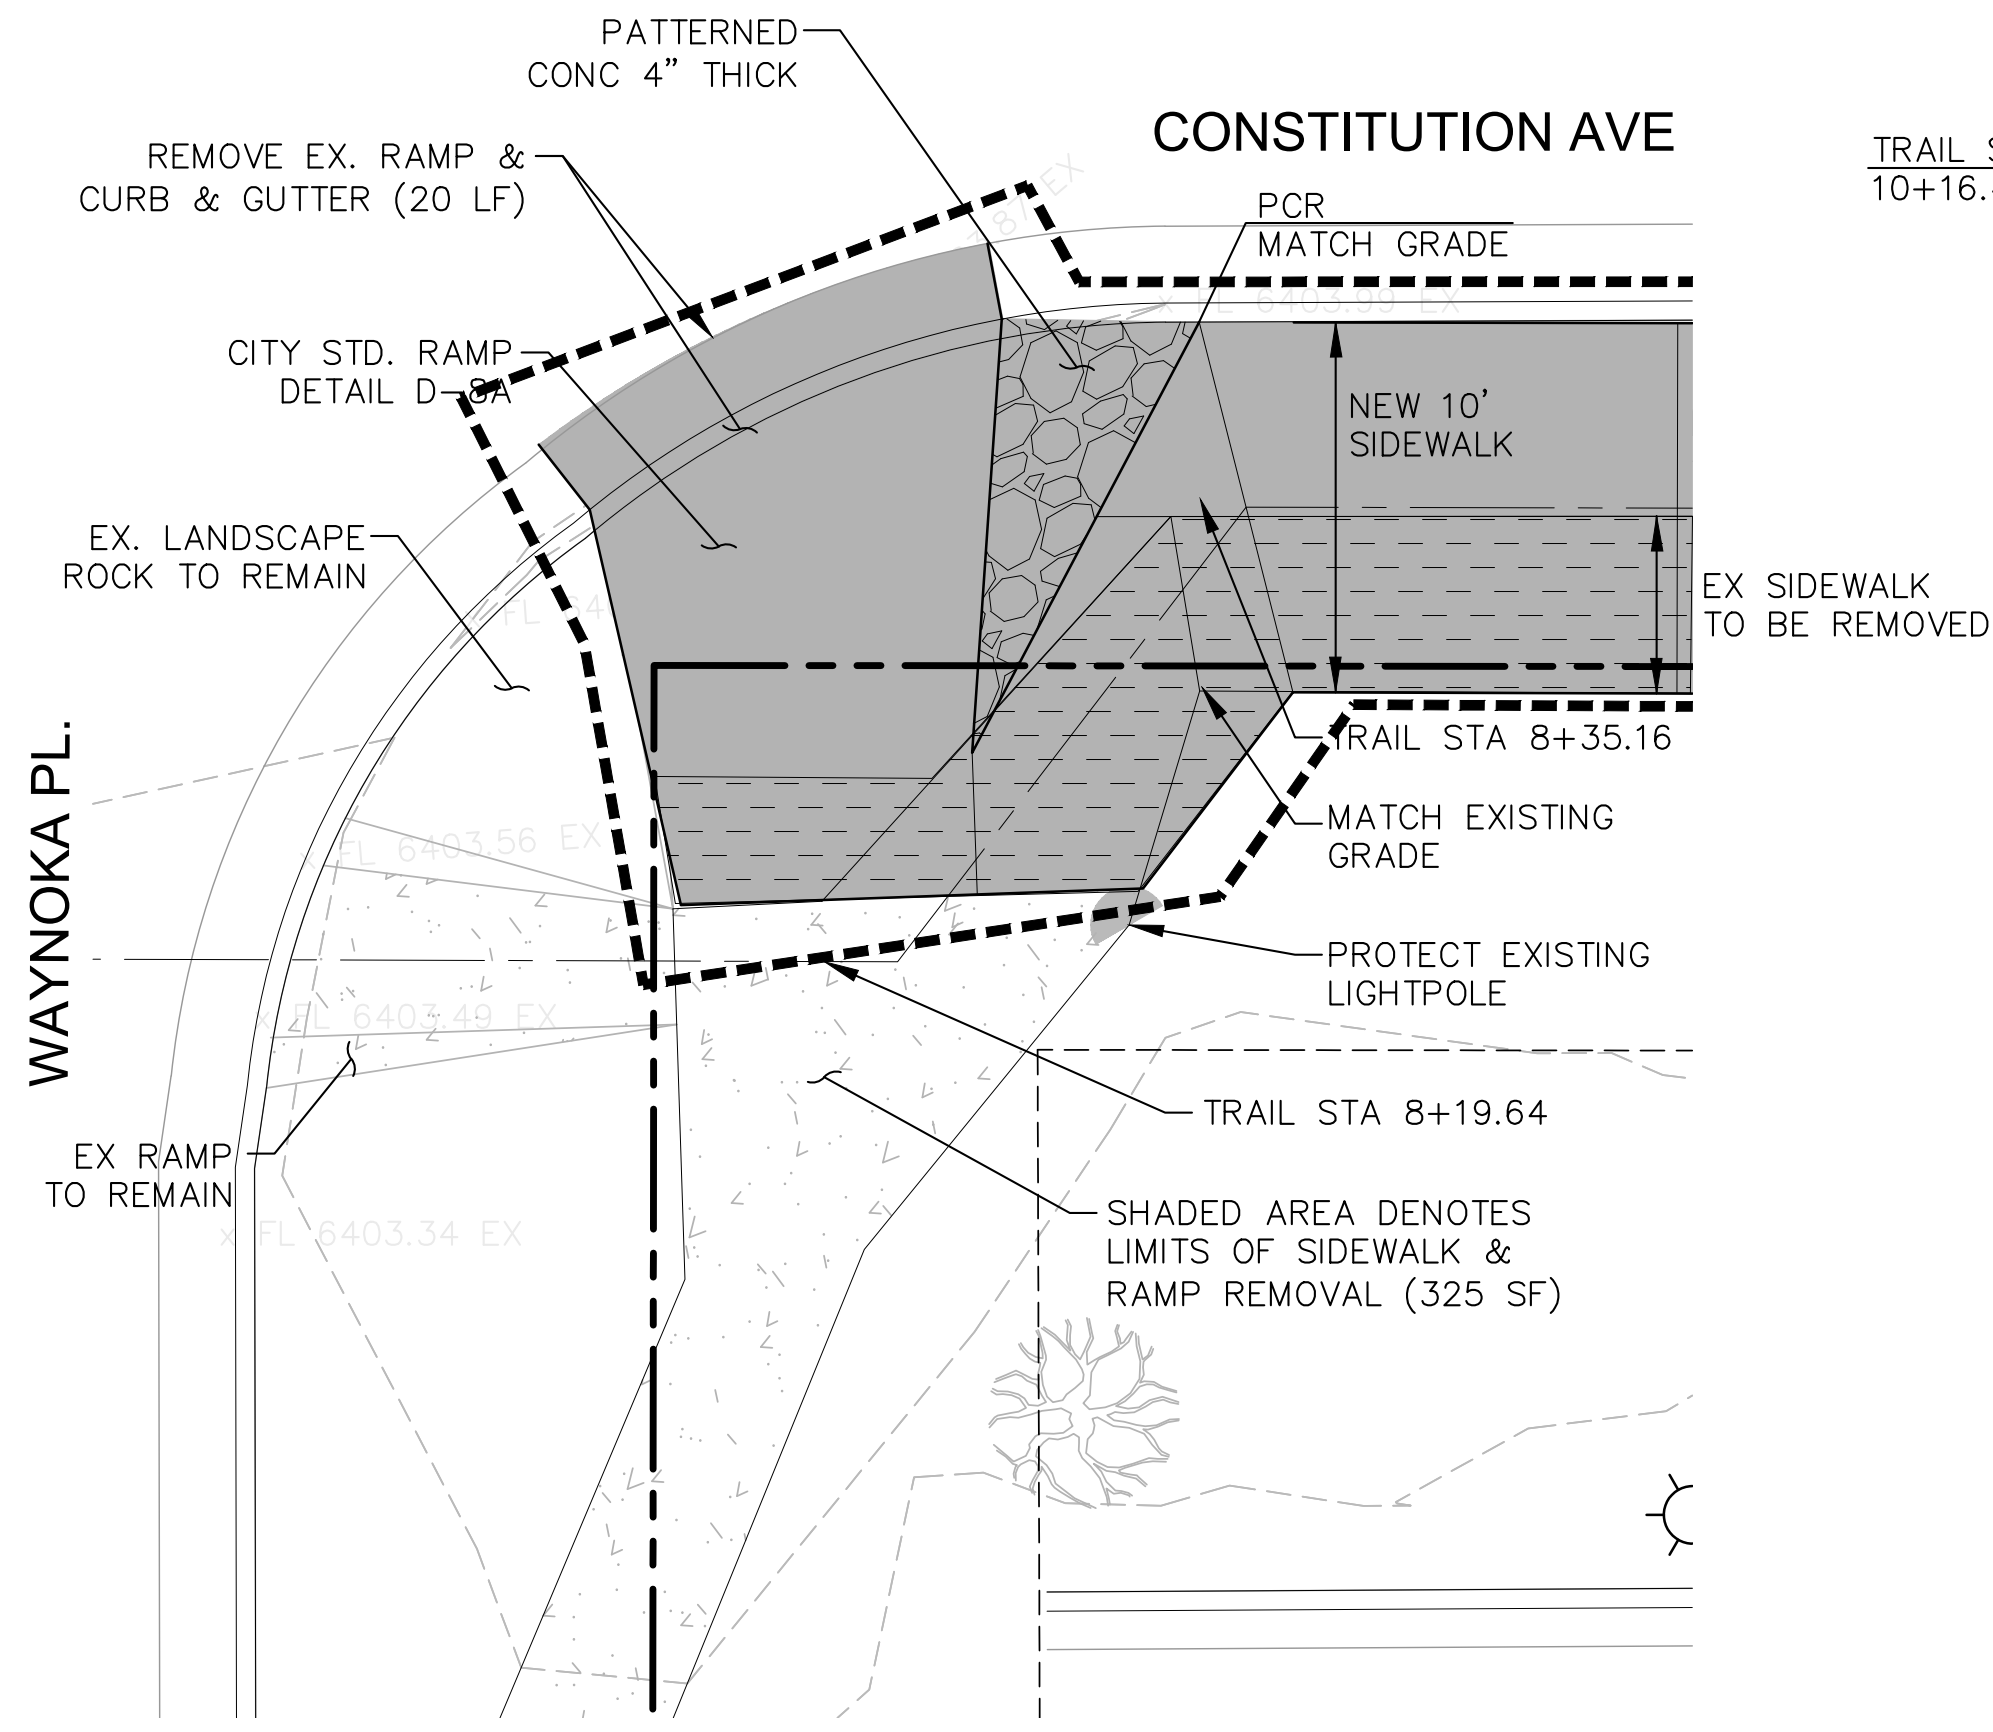 PATTERNED
CONC 4" THICK
CONSTITUTION AVE
TRAIL
10+16.
REMOVE EX. RAMP &
CURB & GUTTER (20 LF)
PCR
MATCH GRADE
x FL 6403.99 EX
CITY STD. RAMP
DETAIL D-8A
NEW 10'
SIDEWALK
EX. LANDSCAPE
ROCK TO REMAIN
EX SIDEWALK
TO BE REMOVED
WAYNOKA PL.
TRAIL STA 8+35.16
MATCH EXISTING
GRADE
x FL 6403.56 EX
PROTECT EXISTING
LIGHTPOLE
x FL 6403.49 EX
TRAIL STA 8+19.64
EX RAMP
TO REMAIN
x FL 6403.34 EX
SHADED AREA DENOTES
LIMITS OF SIDEWALK &
RAMP REMOVAL (325 SF)